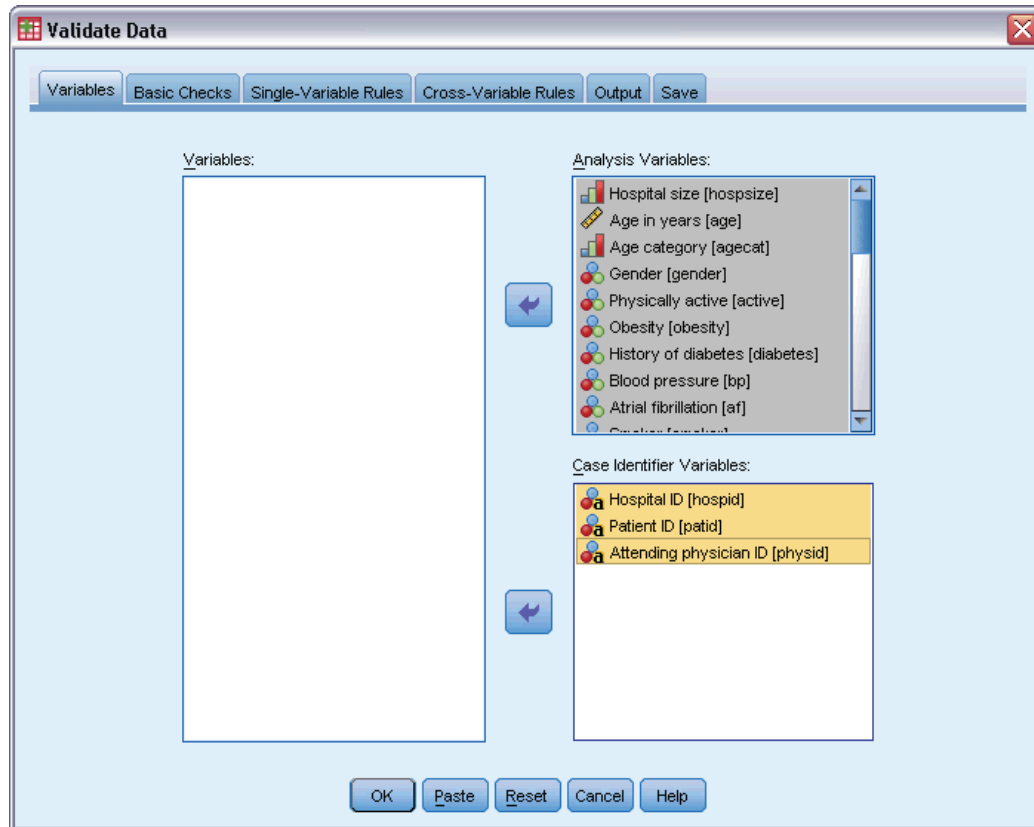 Validate Data
Variables Basic Checks Single-Variable Rules Cross-Variable Rules Output Save
Variables:
Analysis Variables:
Hospital size [hospsize]
Age in years [age]
Age category [agecat]
Gender [gender]
Physically active [active]
Obesity [obesity]
History of diabetes [diabetes]
Blood pressure [bp]
Atrial fibrillation [af]
Smoker [smoker]
Case Identifier Variables:
Hospital ID [hospid]
Patient ID [patid]
Attending physician ID [physid]
OK Paste Reset Cancel Help